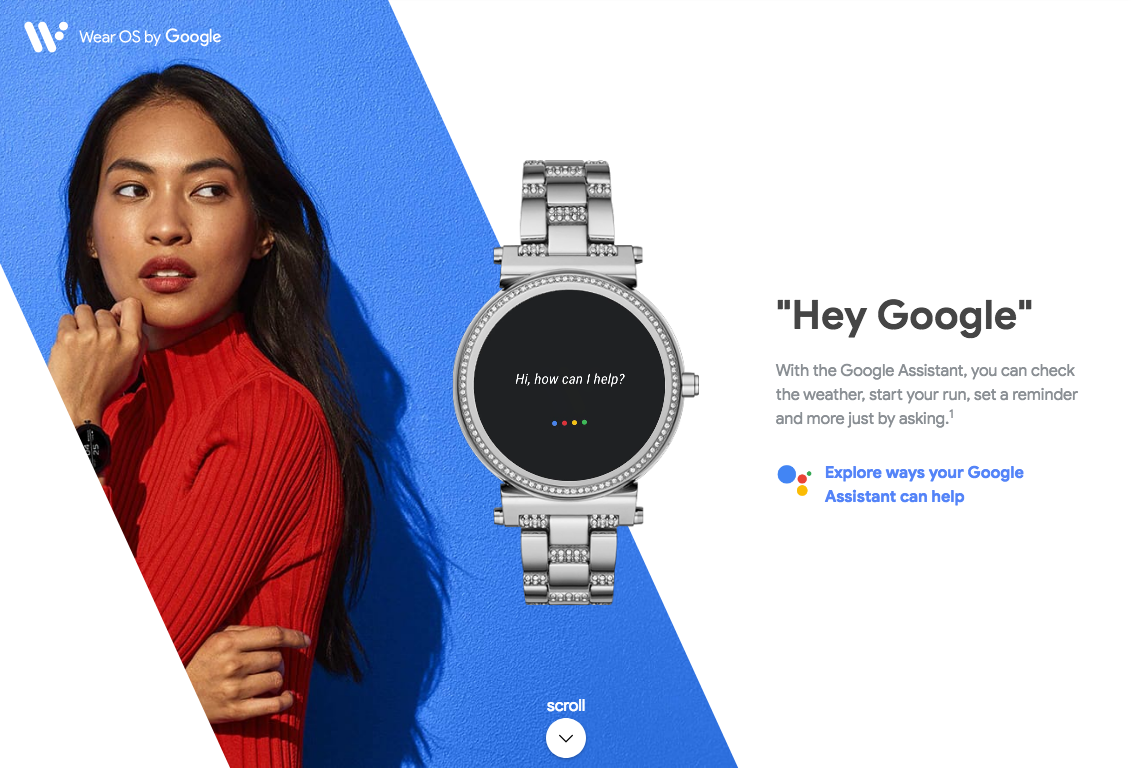 Wear OS by Google
Hi, how can I help?
"Hey Google"
With the Google Assistant, you can check
the weather, start your run, set a reminder
and more just by asking.1
Explore ways your Google
Assistant can help
scroll